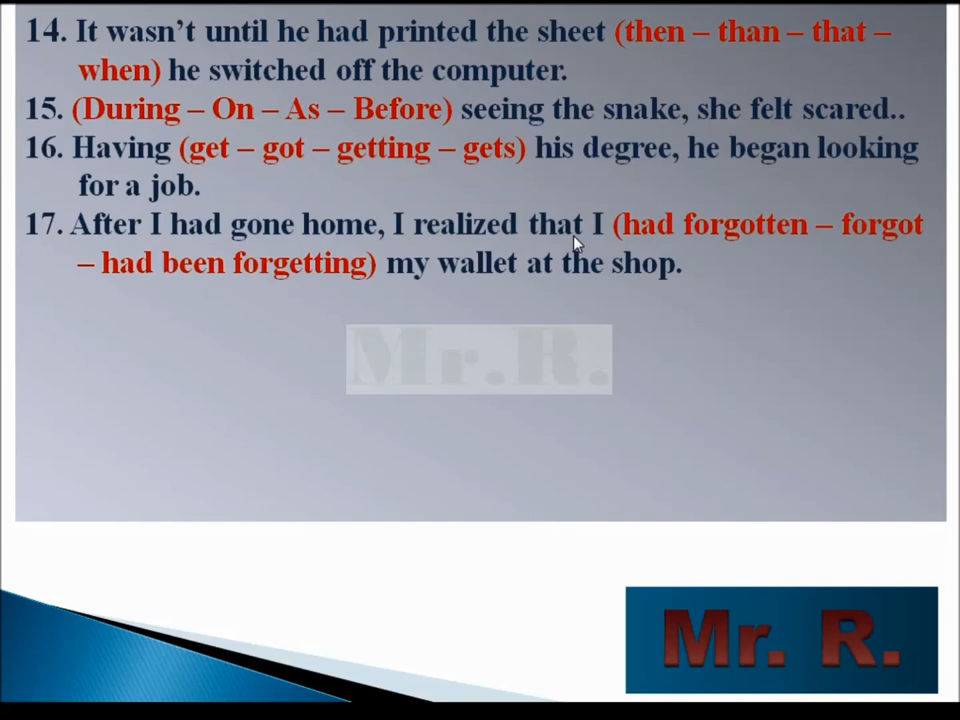 14. It wasn't until he had printed the sheet (then – than – that –
when) he switched off the computer.
15. (During – On – As – Before) seeing the snake, she felt scared..
16. Having (get – got – getting – gets) his degree, he began looking
for a job.
17. After I had gone home, I realized that I (had forgotten – forgot
– had been forgetting) my wallet at the shop.
Mr.R.
Mr. R.